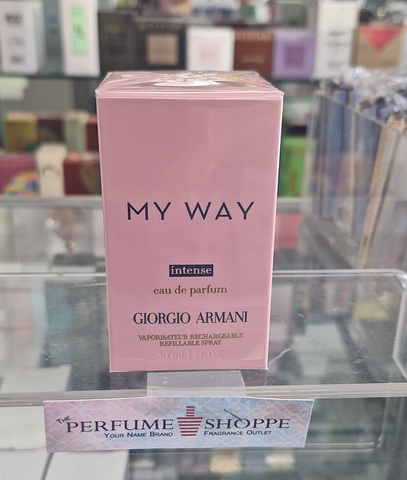 MY WAY
intense
eau de parfum
GIORGIO ARMANI
VAPORISATEUR RECHARGEABLE
REFILLABLE SPRAY
THE PERFUME SHOPPE
YOUR NAME BRAND FRAGRANCE OUTLET